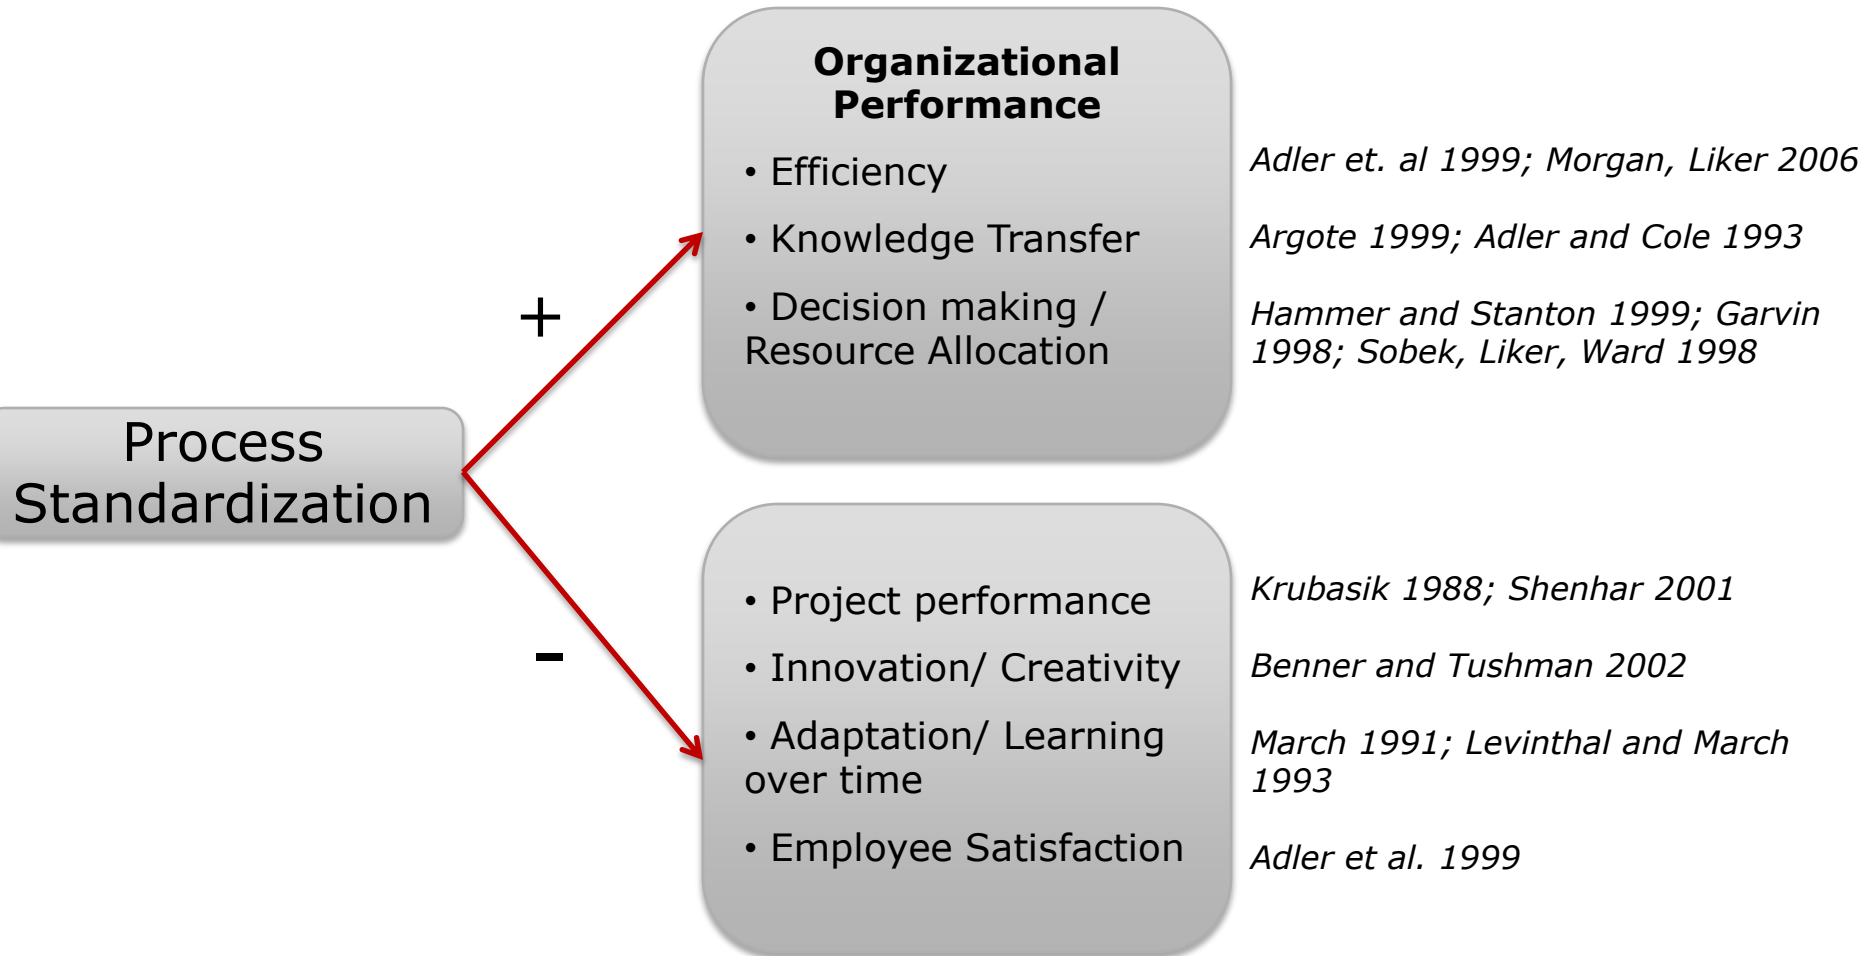 Organizational
Performance
• Efficiency
Adler et. al 1999; Morgan, Liker 2006
• Knowledge Transfer
Argote 1999; Adler and Cole 1993
• Decision making /
Resource Allocation
Hammer and Stanton 1999; Garvin
1998; Sobek, Liker, Ward 1998
+
Process
Standardization
-
• Project performance
Krubasik 1988; Shenhar 2001
• Innovation/ Creativity
Benner and Tushman 2002
• Adaptation/ Learning
over time
March 1991; Levinthal and March
1993
• Employee Satisfaction
Adler et al. 1999